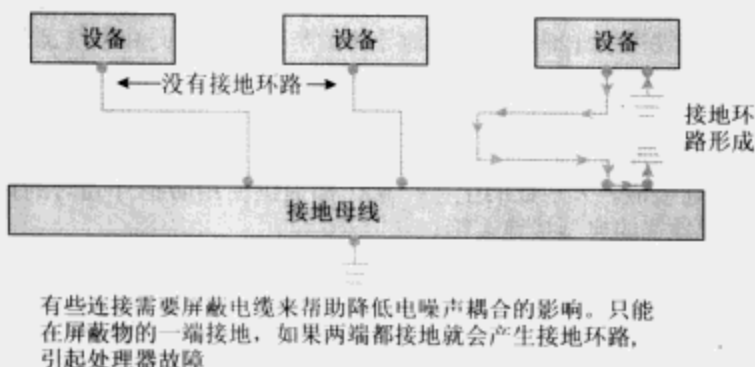 设备
设备
设备
没有接地环路
接地环
路形成
接地母线
有些连接需要屏蔽电缆来帮助降低电噪声耦合的影响。只能
在屏蔽物的一端接地，如果两端都接地就会产生接地环路，
引起处理器故障